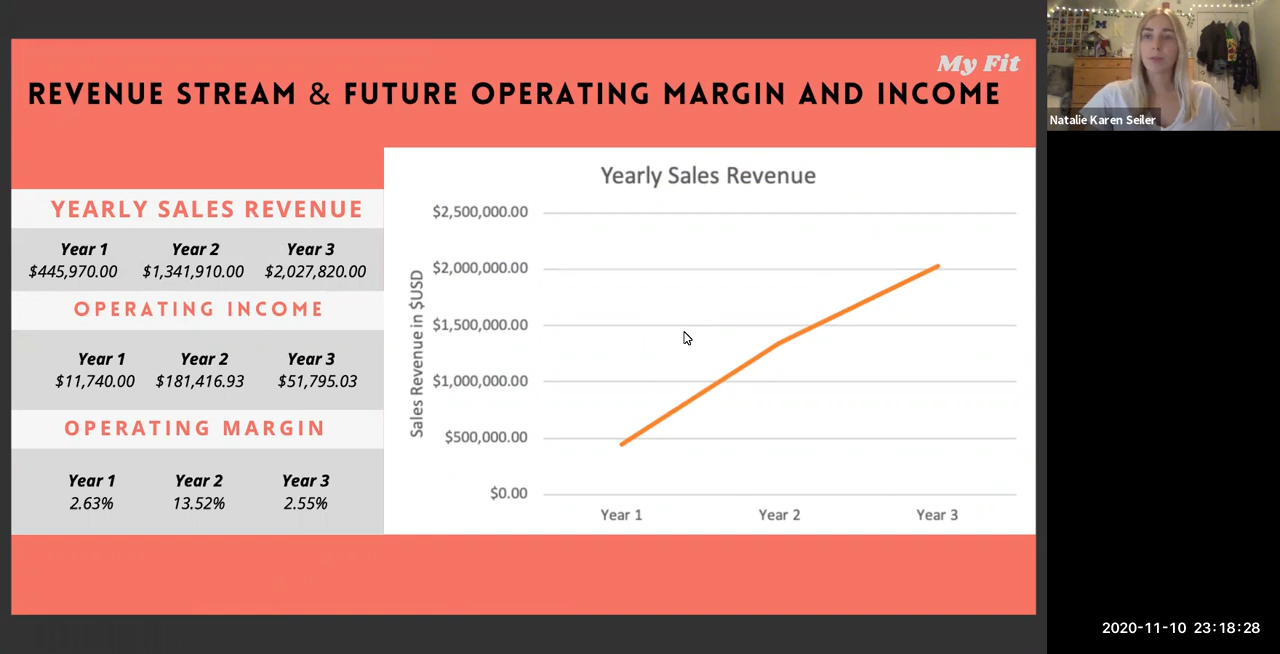 My Fit
REVENUE STREAM & FUTURE OPERATING MARGIN AND INCOME
YEARLY SALES REVENUE
Year 1 Year 2 Year 3
$445,970.00 $1,341,910.00 $2,027,820.00
OPERATING INCOME
Year 1 Year 2 Year 3
$11,740.00 $181,416.93 $51,795.03
OPERATING MARGIN
Year 1 Year 2 Year 3
2.63% 13.52% 2.55%
Yearly Sales Revenue
Sales Revenue in $USD
$2,500,000.00
$2,000,000.00
$1,500,000.00
$1,000,000.00
$500,000.00
$0.00
Year 1 Year 2 Year 3
Natalie Karen Seiler
2020-11-10 23:18:28